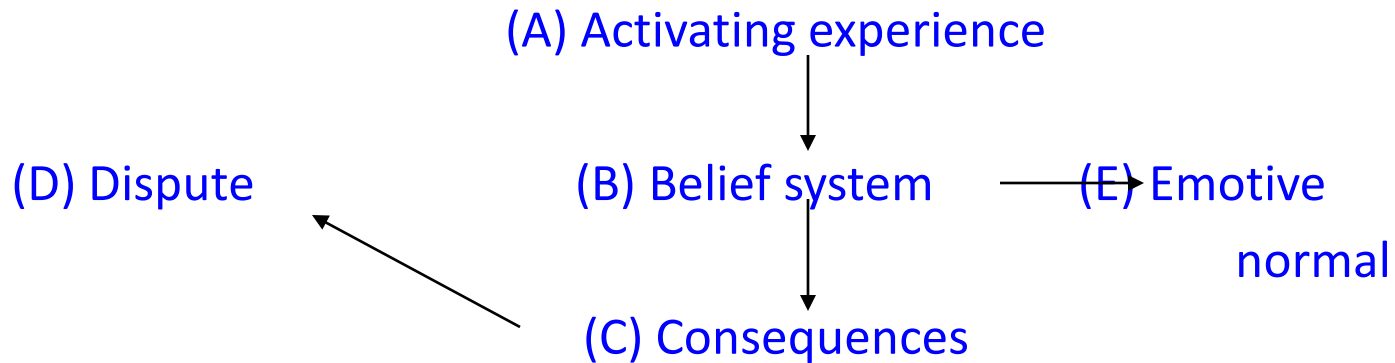 (A) Activating experience
(D) Dispute (B) Belief system (E) Emotive
normal
(C) Consequences